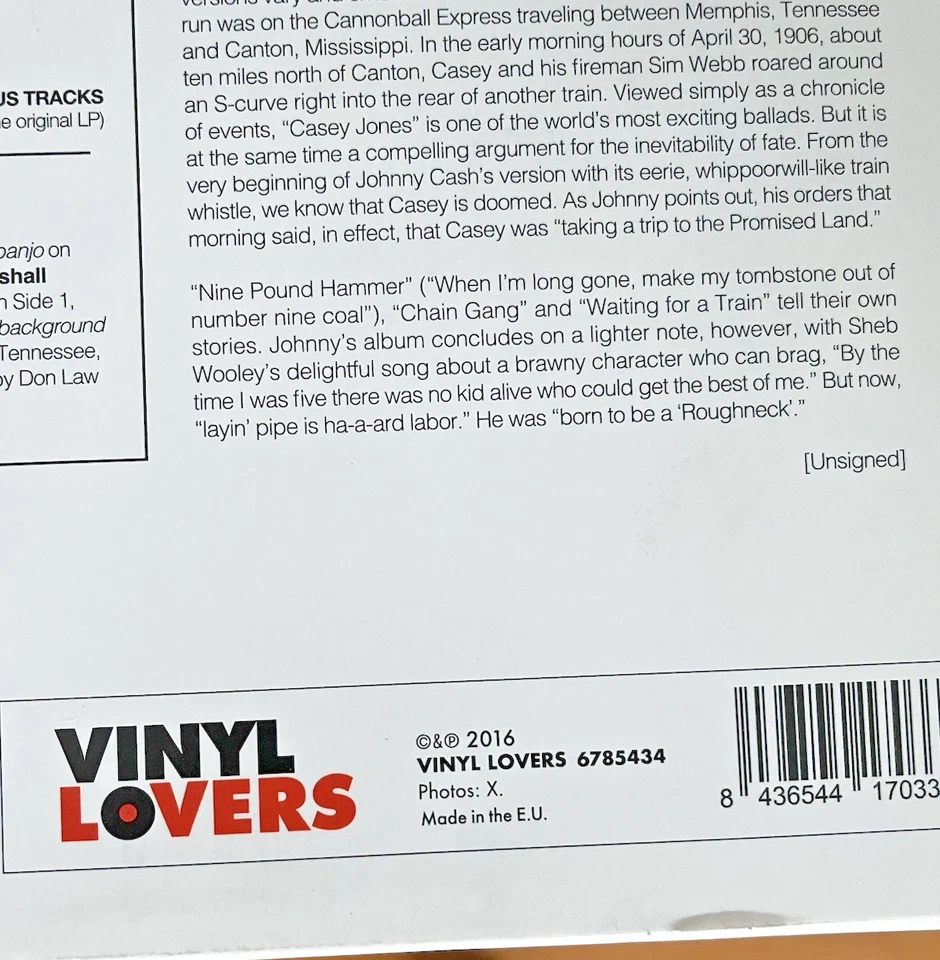 run was on the Cannonball Express traveling between Memphis, Tennessee
and Canton, Mississippi. In the early morning hours of April 30, 1906, about
ten miles north of Canton, Casey and his fireman Sim Webb roared around
an S-curve right into the rear of another train. Viewed simply as a chronicle
of events, “Casey Jones” is one of the world's most exciting ballads. But it is
at the same time a compelling argument for the inevitability of fate. From the
very beginning of Johnny Cash's version with its eerie, whippoorwill-like train
whistle, we know that Casey is doomed. As Johnny points out, his orders that
morning said, in effect, that Casey was “taking a trip to the Promised Land.”
“Nine Pound Hammer” (“When I'm long gone, make my tombstone out of
number nine coal”), “Chain Gang” and “Waiting for a Train” tell their own
stories. Johnny's album concludes on a lighter note, however, with Sheb
Wooley's delightful song about a brawny character who can brag, “By the
time I was five there was no kid alive who could get the best of me.” But now,
“layin' pipe is ha-a-ard labor.” He was “born to be a ‘Roughneck’.”
[Unsigned]
US TRACKS
e original LP)
banjo on
shall
n Side 1,
background
Tennessee,
by Don Law
VINYL
LOVERS
©&℗ 2016
VINYL LOVERS 6785434
Photos: X.
Made in the E.U.
8 436544 17033